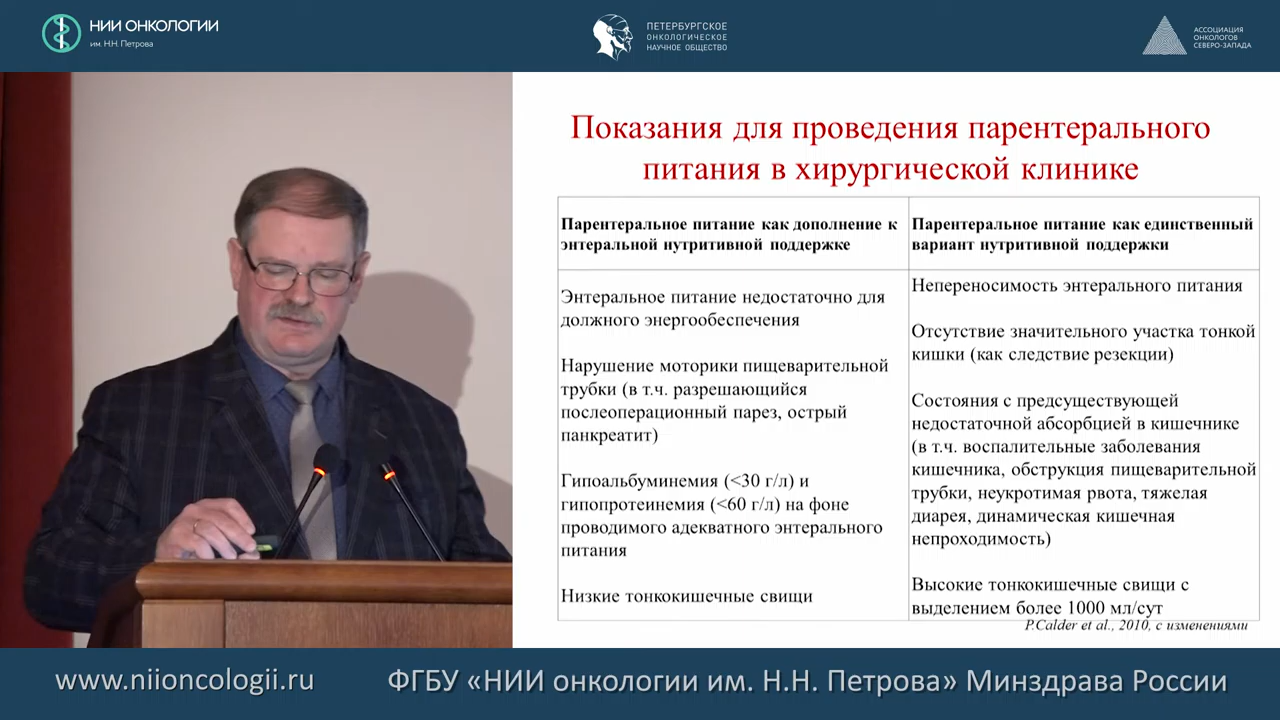 НИИ ОНКОЛОГИИ
им. Н.Н. Петрова
ПЕТЕРБУРГСКОЕ
ОНКОЛОГИЧЕСКОЕ
НАУЧНОЕ ОБЩЕСТВО
АССОЦИАЦИЯ
ОНКОЛОГОВ
СЕВЕРО-ЗАПАДА
Показания для проведения парентерального
питания в хирургической клинике
Парентеральное питание как дополнение к
энтеральной нутритивной поддержке
Энтеральное питание недостаточно для
должного энергообеспечения
Нарушение моторики пищеварительной
трубки (в т.ч. разрешающийся
послеоперационный парез, острый
панкреатит)
Гипоальбуминемия (<30 г/л) и
гипопротеинемия (<60 г/л) на фоне
проводимого адекватного энтерального
питания
Низкие тонкокишечные свищи
Парентеральное питание как единственный
вариант нутритивной поддержки
Непереносимость энтерального питания
Отсутствие значительного участка тонкой
кишки (как следствие резекции)
Состояния с предсуществующей
недостаточной абсорбцией в кишечнике
(в т.ч. воспалительные заболевания
кишечника, обструкция пищеварительной
трубки, неукротимая рвота, тяжелая
диарея, динамическая кишечная
непроходимость)
Высокие тонкокишечные свищи с
выделением более 1000 мл/сут
P.Calder et al., 2010, с изменениями
www.niioncologii.ru
ФГБУ «НИИ онкологии им. Н.Н. Петрова» Минздрава России